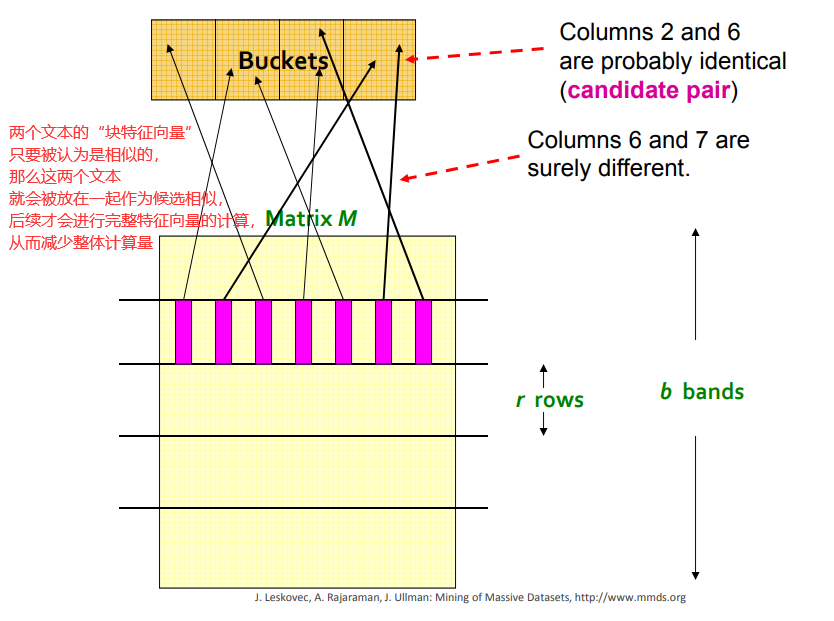 Buckets
Columns 2 and 6
are probably identical
(candidate pair)
Columns 6 and 7 are
surely different.
两个文本的“块特征向量”
只要被认为是相似的，
那么这两个文本
就会被放在一起作为候选相似，
后续才会进行完整特征向量的计算，
从而减少整体计算量
Matrix M
r rows
b bands
J. Leskovec, A. Rajaraman, J. Ullman: Mining of Massive Datasets, http://www.mmds.org